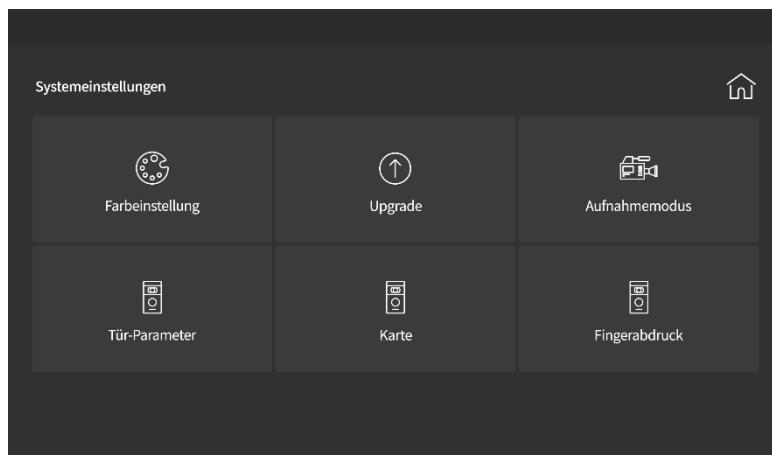 Systemeinstellungen
Farbeinstellung
Upgrade
Aufnahmemodus
Tür-Parameter
Karte
Fingerabdruck